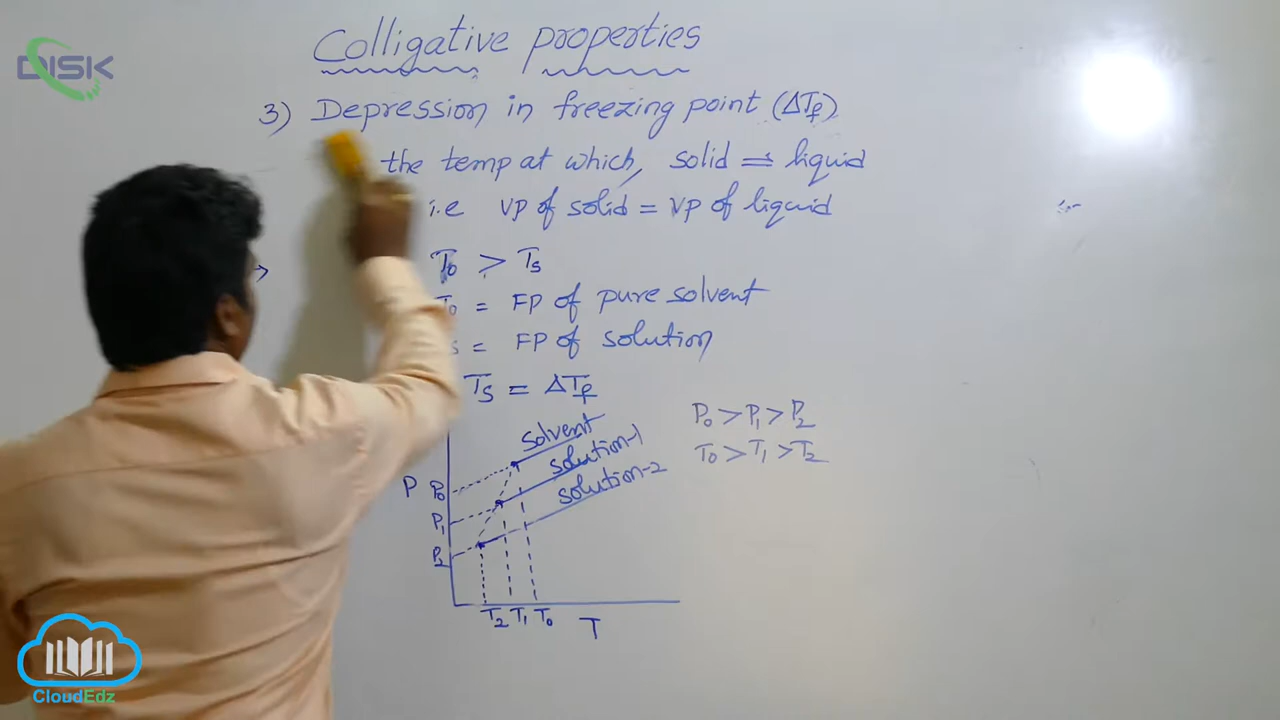 DISK
Colligative properties
3) Depression in freezing point (ΔTf)
the temp at which, solid ⇌ liquid
i.e VP of solid = VP of liquid
→ T₀ > Ts
T₀ = FP of pure solvent
s = FP of solution
Ts = ΔTf
P₀ > P₁ > P₂
T₀ > T₁ > T₂
solvent
solution-1
solution-2
P P₀
P₁
P₂
T₂ T₁ T₀ T
CloudEdz